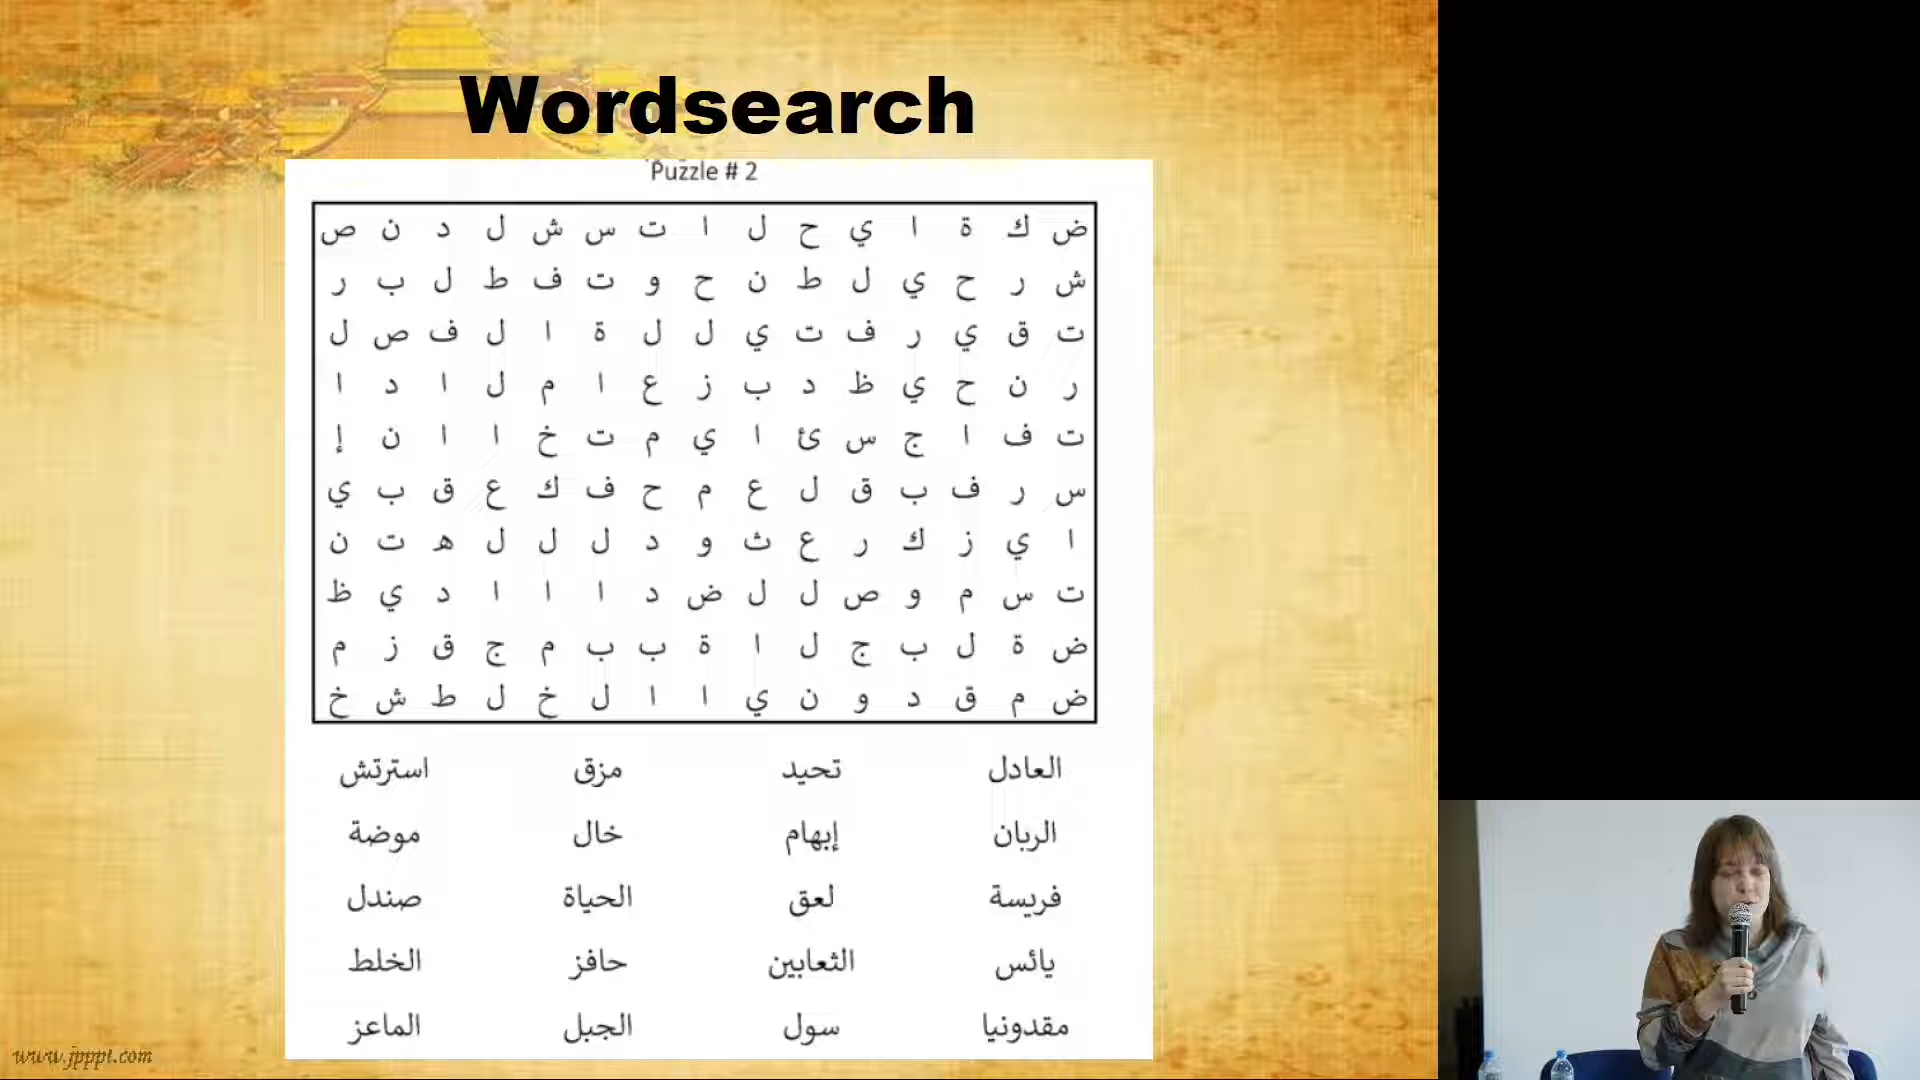 Wordsearch
Puzzle # 2
ض ك ة ا ي ح ل ا ت س ش ل د ن ص
ش ر ح ي ل ط ن ح و ت ف ط ل ب ر
ت ق ي ر ف ت ي ل ل ة ا ل ف ص ل
ر ن ح ي ظ د ب ز ع ا م ل ا د ا
ت ف ا ج س ئ ا ي م ت خ ا ا ن إ
س ر ف ب ق ل ع م ح ف ك ع ق ب ي
ا ي ز ك ر ع ث و د ل ل ل ه ت ن
ت س م و ص ل ل ض د ا ا ا د ي ظ
ض ة ل ب ج ل ا ة ب ب م ج ق ز م
ض م ق د و ن ي ا ا ل خ ل ط ش خ
العادل تحيد مزق استرتش
الربان إبهام خال موضة
فريسة لعق الحياة صندل
يائس الثعابين حافز الخلط
مقدونيا سول الجبل الماعز
www.jpppt.com